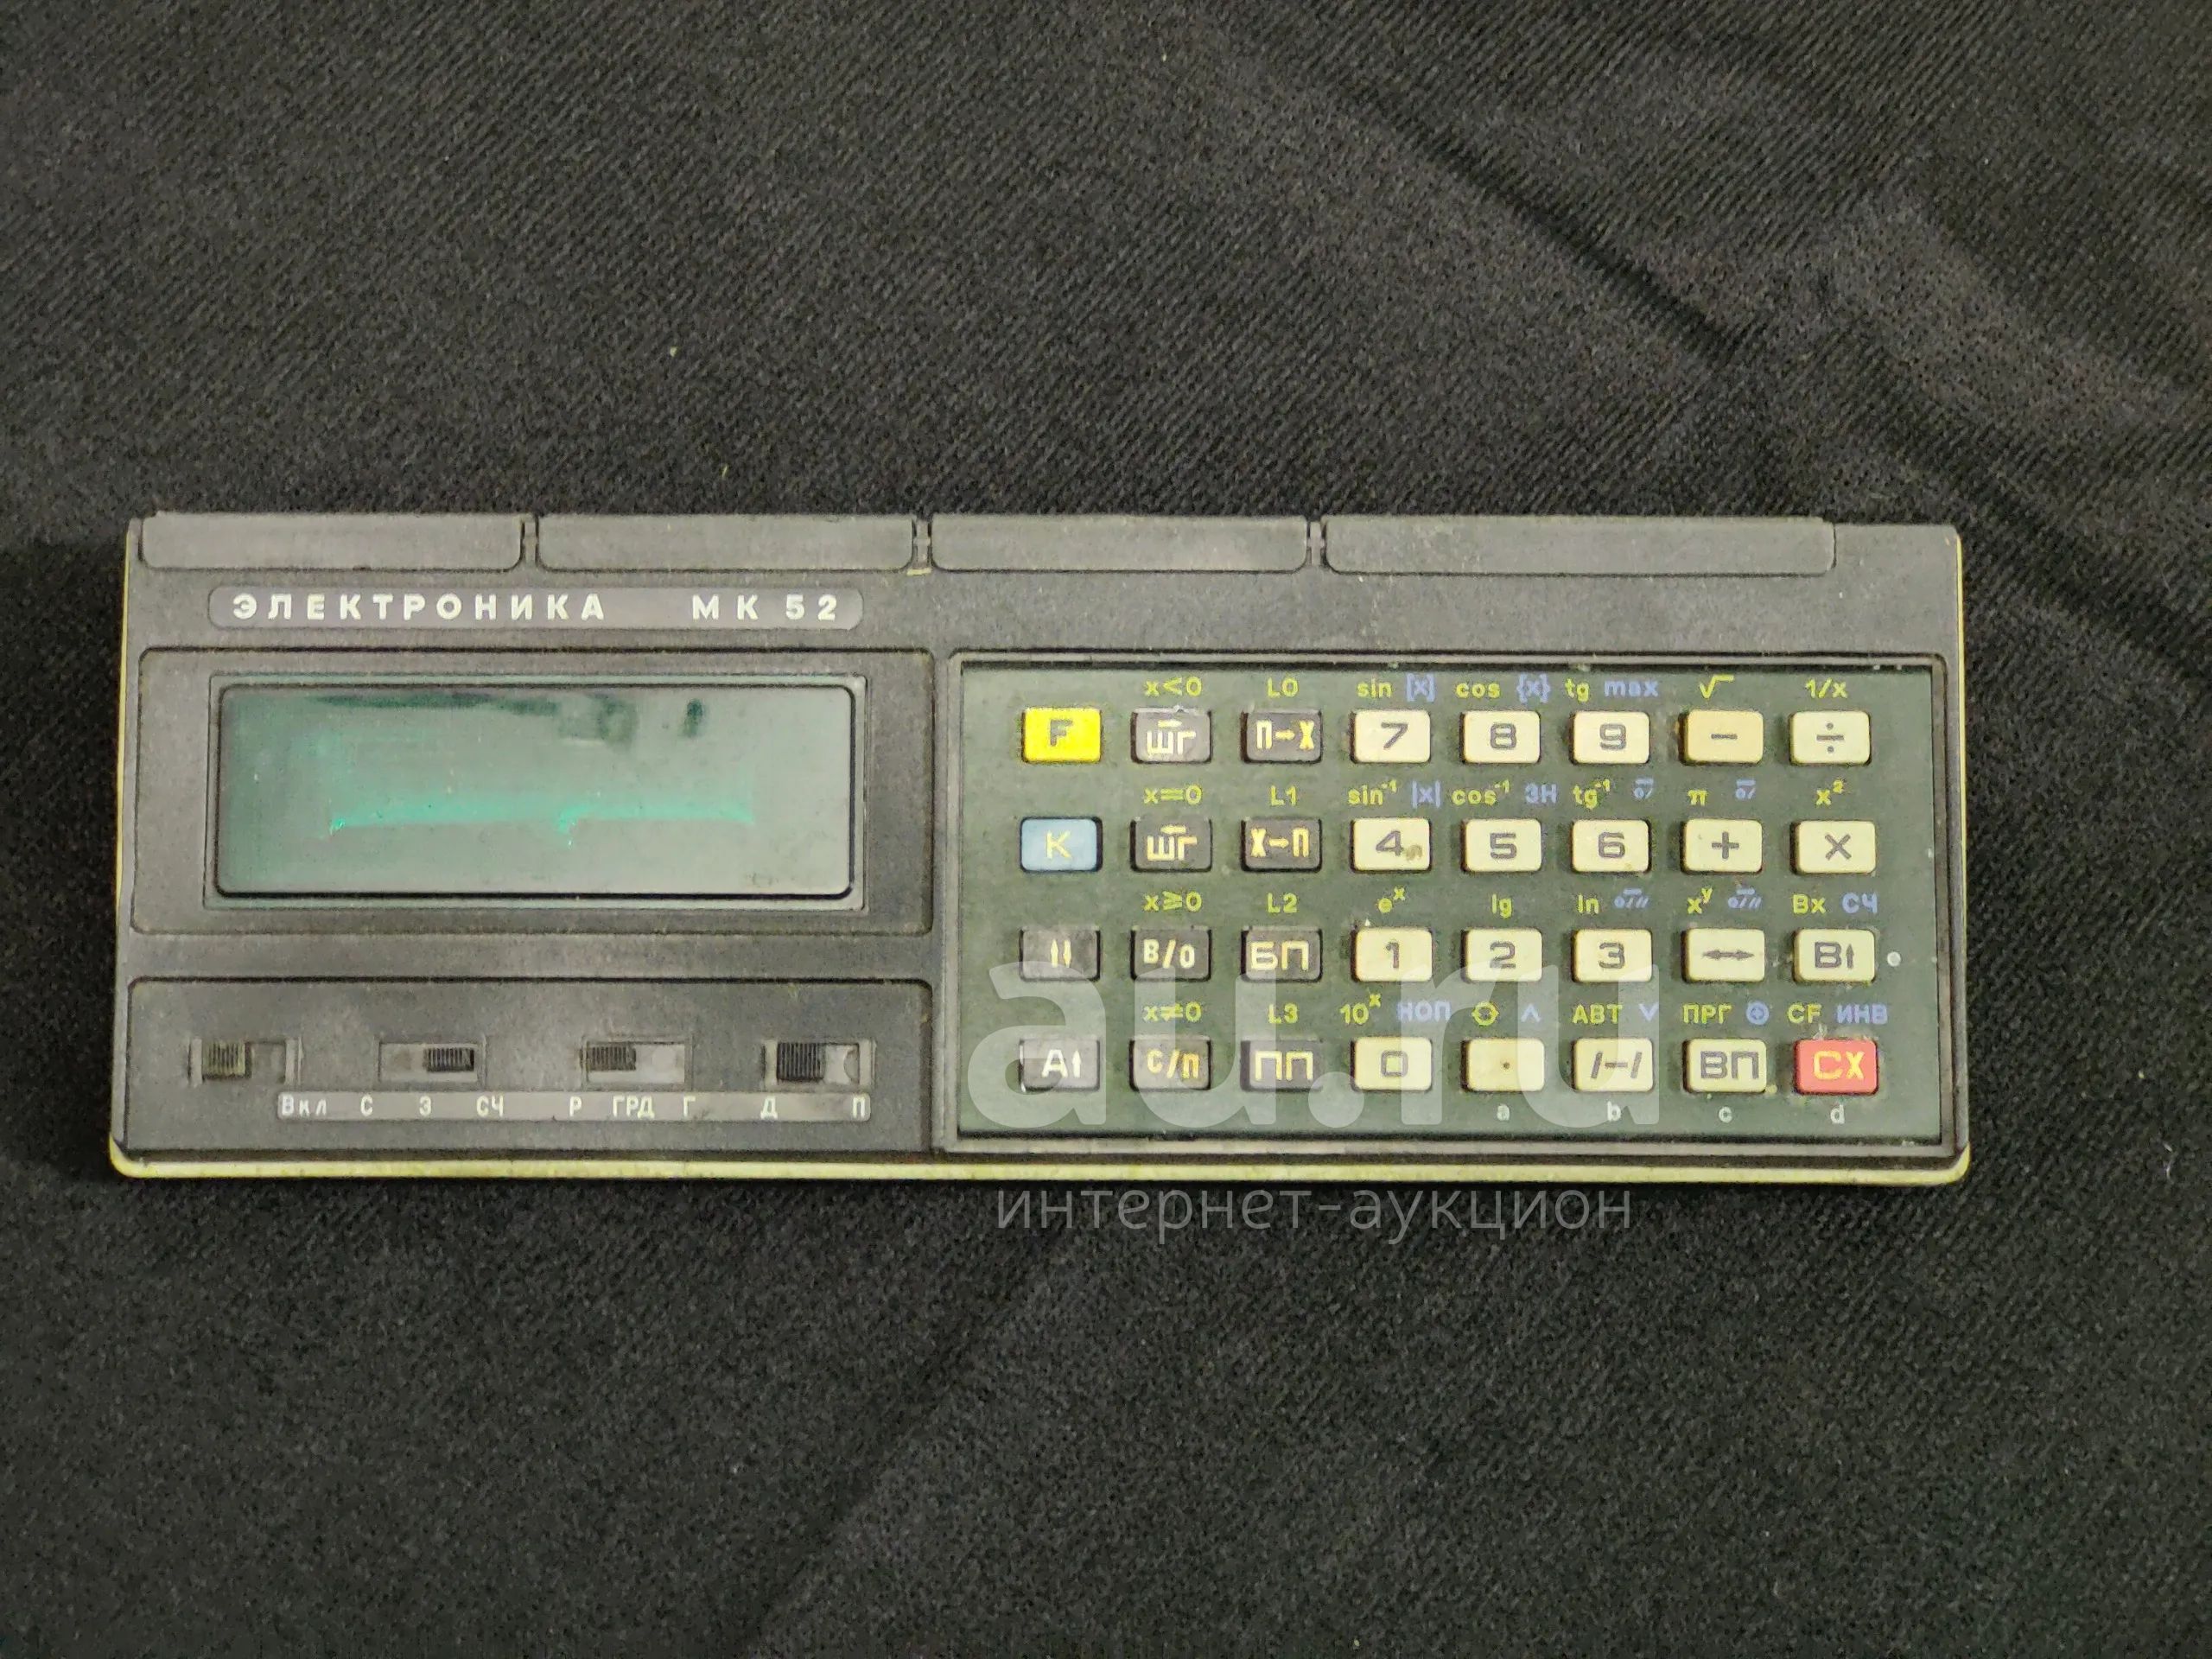 ЭЛЕКТРОНИКА МК 52
x<0 L0 sin [x] cos {x} tg max √ 1/x
F ШГ П→X 7 8 9 − ÷
x=0 L1 sin⁻¹ |x| cos⁻¹ ЗН tg⁻¹ π x²
K ШГ X→П 4 5 6 + ×
x≥0 L2 eˣ lg ln xʸ Вx СЧ
↑↓ В/О БП 1 2 3 ↔ В↑
x≠0 L3 10ˣ НОП ∧ АВТ ∨ ПРГ ⊕ CF ИНВ
А↑ С/П ПП 0 . /–/ ВП СX
a b c d
Вкл С Э СЧ Р ГРД Г Д П
au.ru
интернет-аукцион